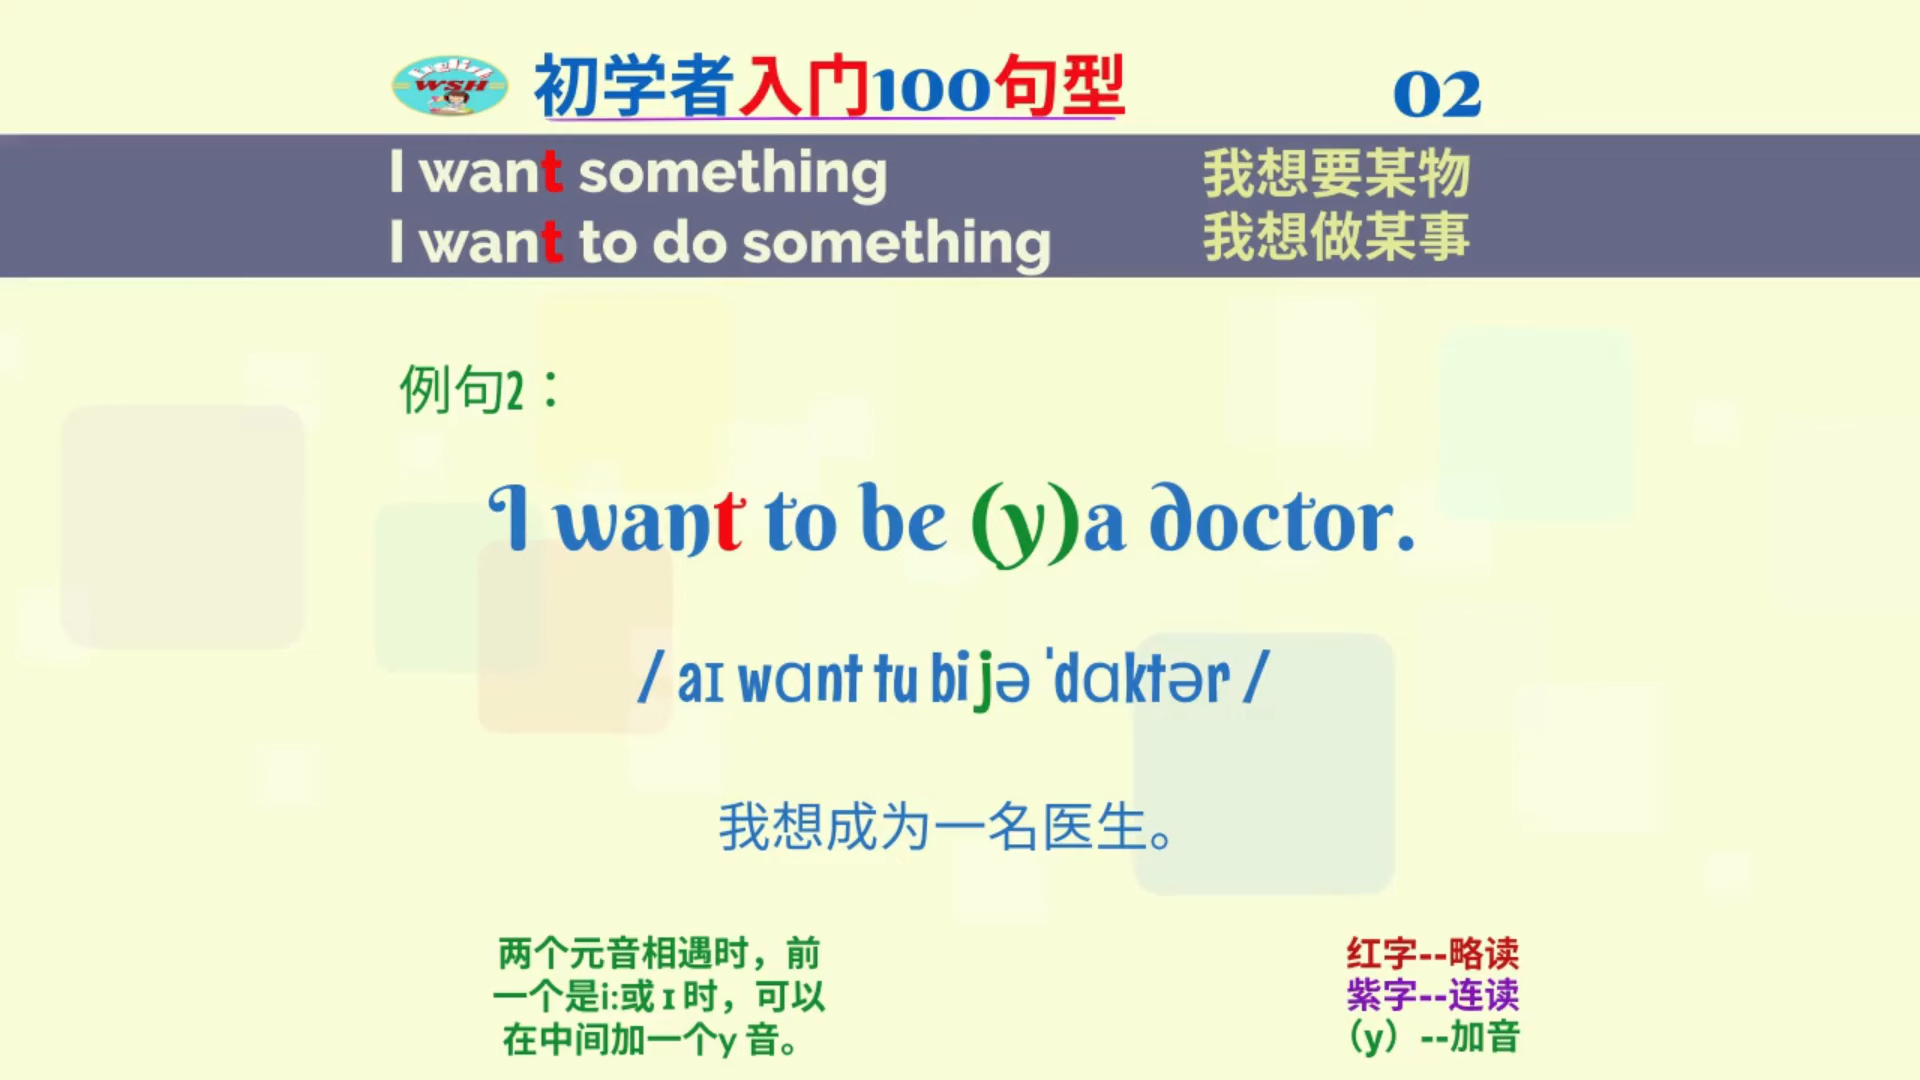 English
WSH
初学者入门100句型
02
I want something
我想要某物
I want to do something
我想做某事
例句2：
I want to be (y)a doctor.
/ aɪ wɑnt tu bi jə ˈdɑktər /
我想成为一名医生。
两个元音相遇时，前
一个是i:或 ɪ 时，可以
在中间加一个y 音。
红字--略读
紫字--连读
（y）--加音